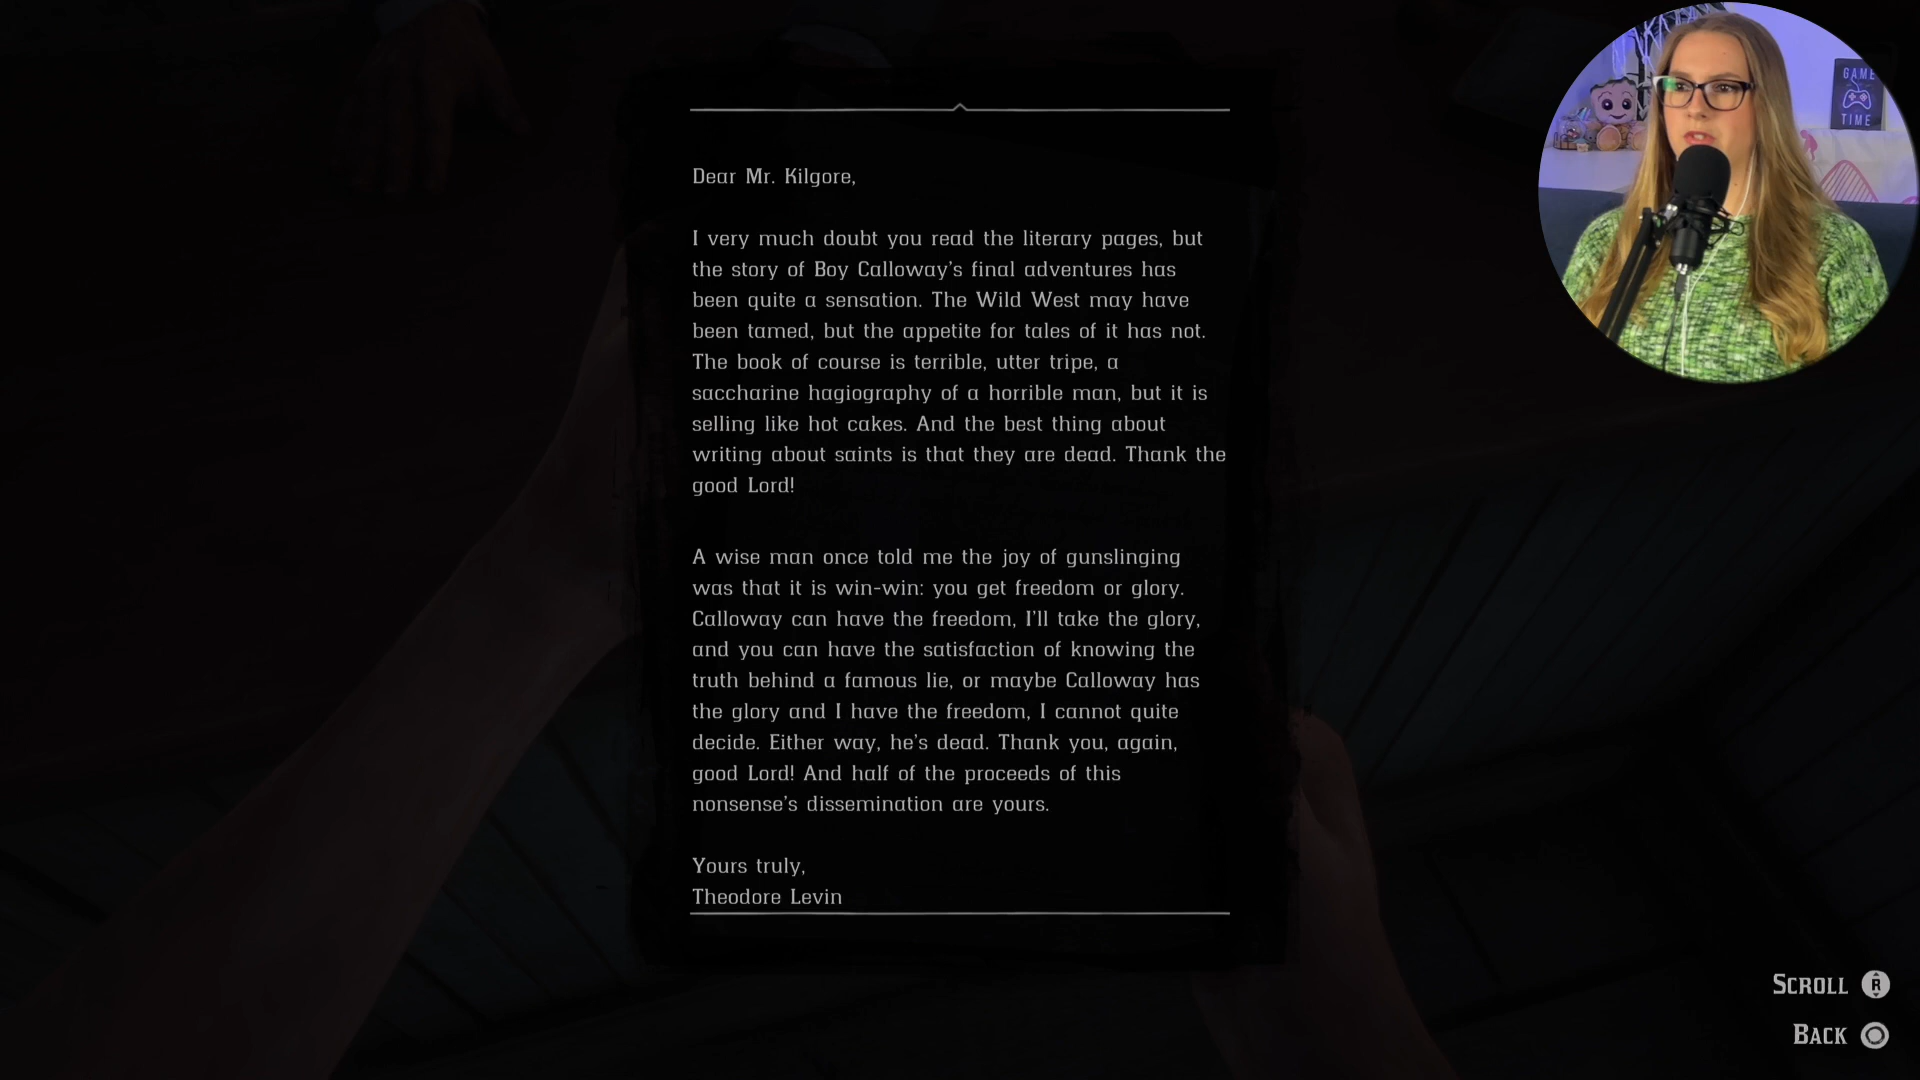 Dear Mr. Kilgore,
I very much doubt you read the literary pages, but
the story of Boy Calloway's final adventures has
been quite a sensation. The Wild West may have
been tamed, but the appetite for tales of it has not.
The book of course is terrible, utter tripe, a
saccharine hagiography of a horrible man, but it is
selling like hot cakes. And the best thing about
writing about saints is that they are dead. Thank the
good Lord!
A wise man once told me the joy of gunslinging
was that it is win-win: you get freedom or glory.
Calloway can have the freedom, I'll take the glory,
and you can have the satisfaction of knowing the
truth behind a famous lie, or maybe Calloway has
the glory and I have the freedom, I cannot quite
decide. Either way, he's dead. Thank you, again,
good Lord! And half of the proceeds of this
nonsense's dissemination are yours.
Yours truly,
Theodore Levin
GAME
TIME
SCROLL R
BACK